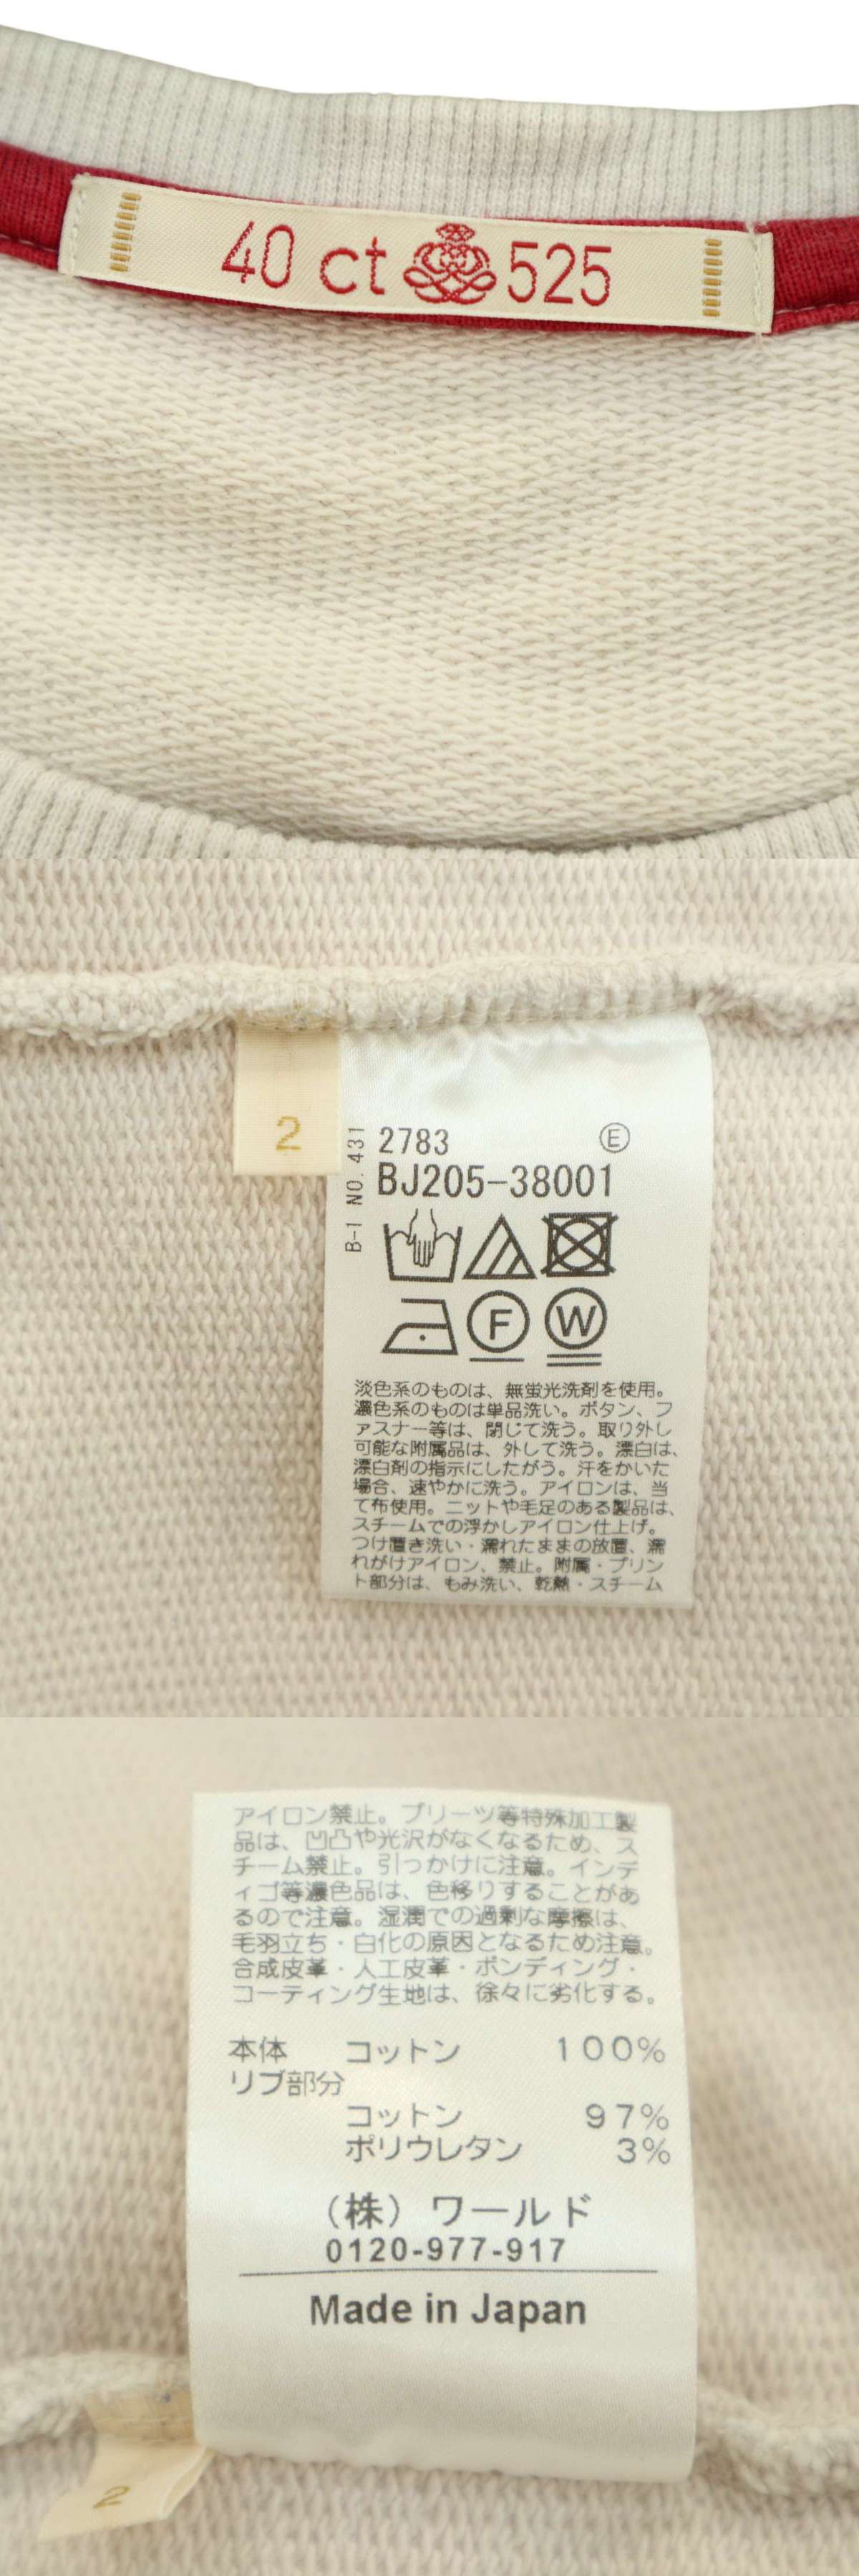 40 ct 525
2
B-1 NO. 431
2783 Ⓔ
BJ205-38001
F W
淡色系のものは、無蛍光洗剤を使用。
濃色系のものは単品洗い。ボタン、フ
ァスナー等は、閉じて洗う。取り外し
可能な附属品は、外して洗う。漂白は、
漂白剤の指示にしたがう。汗をかいた
場合、速やかに洗う。アイロンは、当
て布使用。ニットや毛足のある製品は、
スチームでの浮かしアイロン仕上げ。
つけ置き洗い・濡れたままの放置、濡
れがけアイロン、禁止。附属・プリン
ト部分は、もみ洗い、乾熱・スチーム
アイロン禁止。プリーツ等特殊加工製
品は、凹凸や光沢がなくなるため、ス
チーム禁止。引っかけに注意。インデ
ィゴ等濃色品は、色移りすることがあ
るので注意。湿潤での過剰な摩擦は、
毛羽立ち・白化の原因となるため注意。
合成皮革・人工皮革・ボンディング・
コーティング生地は、徐々に劣化する。
本体 コットン 100%
リブ部分
コットン 97%
ポリウレタン 3%
（株）ワールド
0120-977-917
Made in Japan
2